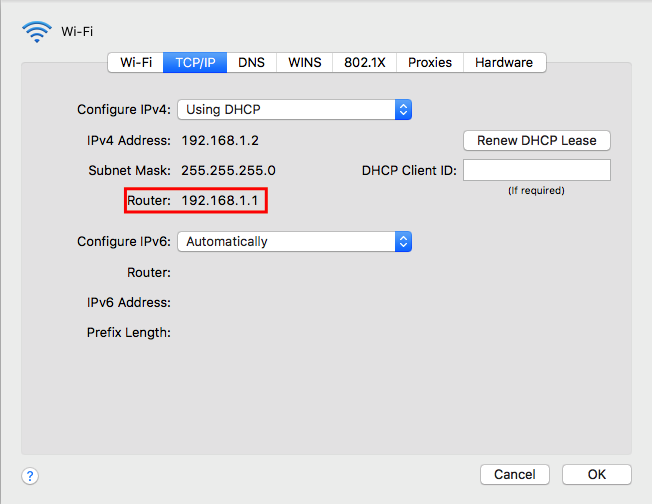 Wi-Fi
Wi-Fi TCP/IP DNS WINS 802.1X Proxies Hardware
Configure IPv4: Using DHCP
IPv4 Address: 192.168.1.2 Renew DHCP Lease
Subnet Mask: 255.255.255.0 DHCP Client ID:
(If required)
Router: 192.168.1.1
Configure IPv6: Automatically
Router:
IPv6 Address:
Prefix Length:
? Cancel OK